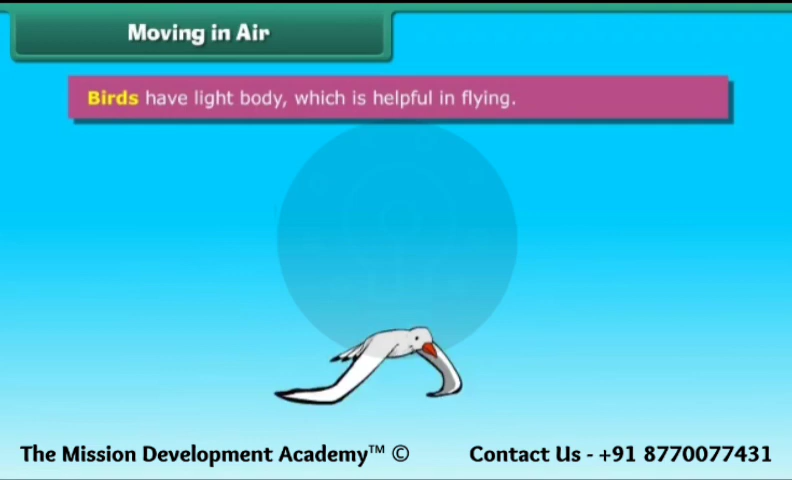 Moving in Air
Birds have light body, which is helpful in flying.
The Mission Development Academy™ © Contact Us - +91 8770077431